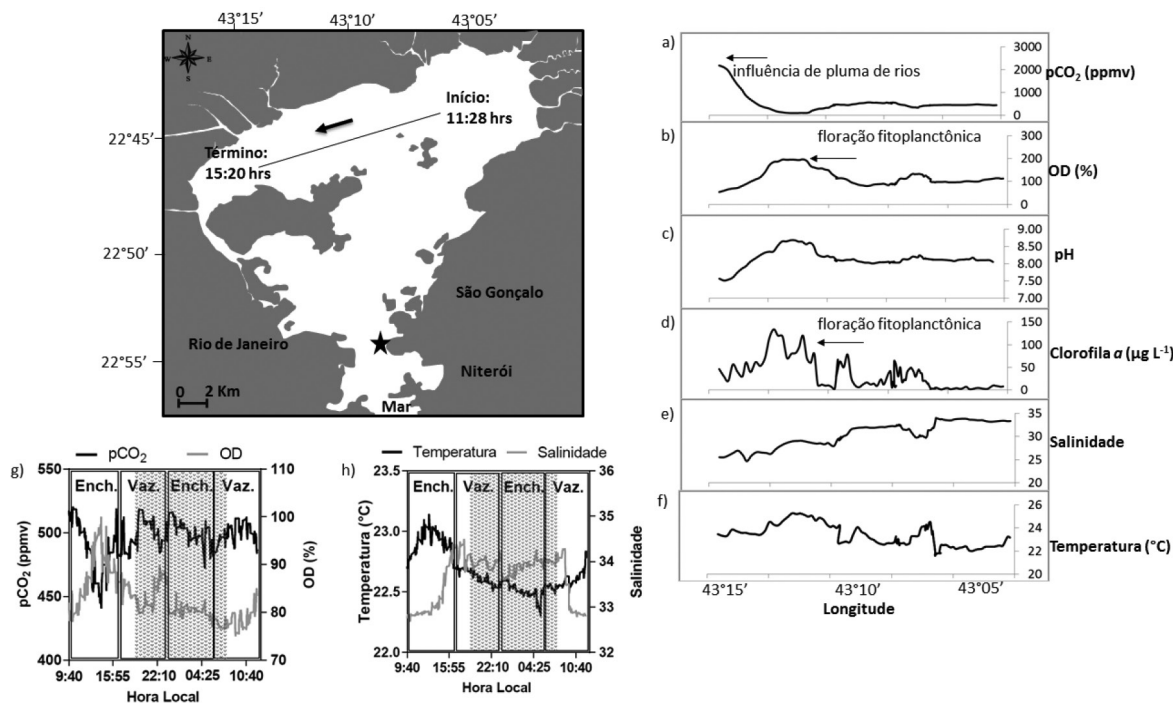 43°15'
43°10'
43°05'
N
W
S
22°45'
22°50'
22°55'
Início:
11:28 hrs
Término:
15:20 hrs
São Gonçalo
Rio de Janeiro
Niterói
Mar
0 2 Km
a)
influência de pluma de rios
3000
2000
1000
0
pCO₂ (ppmv)
b)
floração fitoplanctônica
300
200
100
0
OD (%)
c)
9.00
8.50
8.00
7.50
7.00
pH
d)
floração fitoplanctônica
150
100
50
0
Clorofila a (µg L⁻¹)
e)
35
30
25
20
Salinidade
f)
26
24
22
20
Temperatura (°C)
43°15'
43°10'
43°05'
Longitude
g)
pCO₂ OD
Ench. Vaz. Ench. Vaz.
550
500
450
400
pCO₂ (ppmv)
110
100
90
80
70
OD (%)
9:40 15:55 22:10 04:25 10:40
Hora Local
h)
Temperatura Salinidade
Ench. Vaz. Ench. Vaz.
23.5
23.0
22.5
22.0
Temperatura (°C)
36
35
34
33
32
Salinidade
9:40 15:55 22:10 04:25 10:40
Hora Local